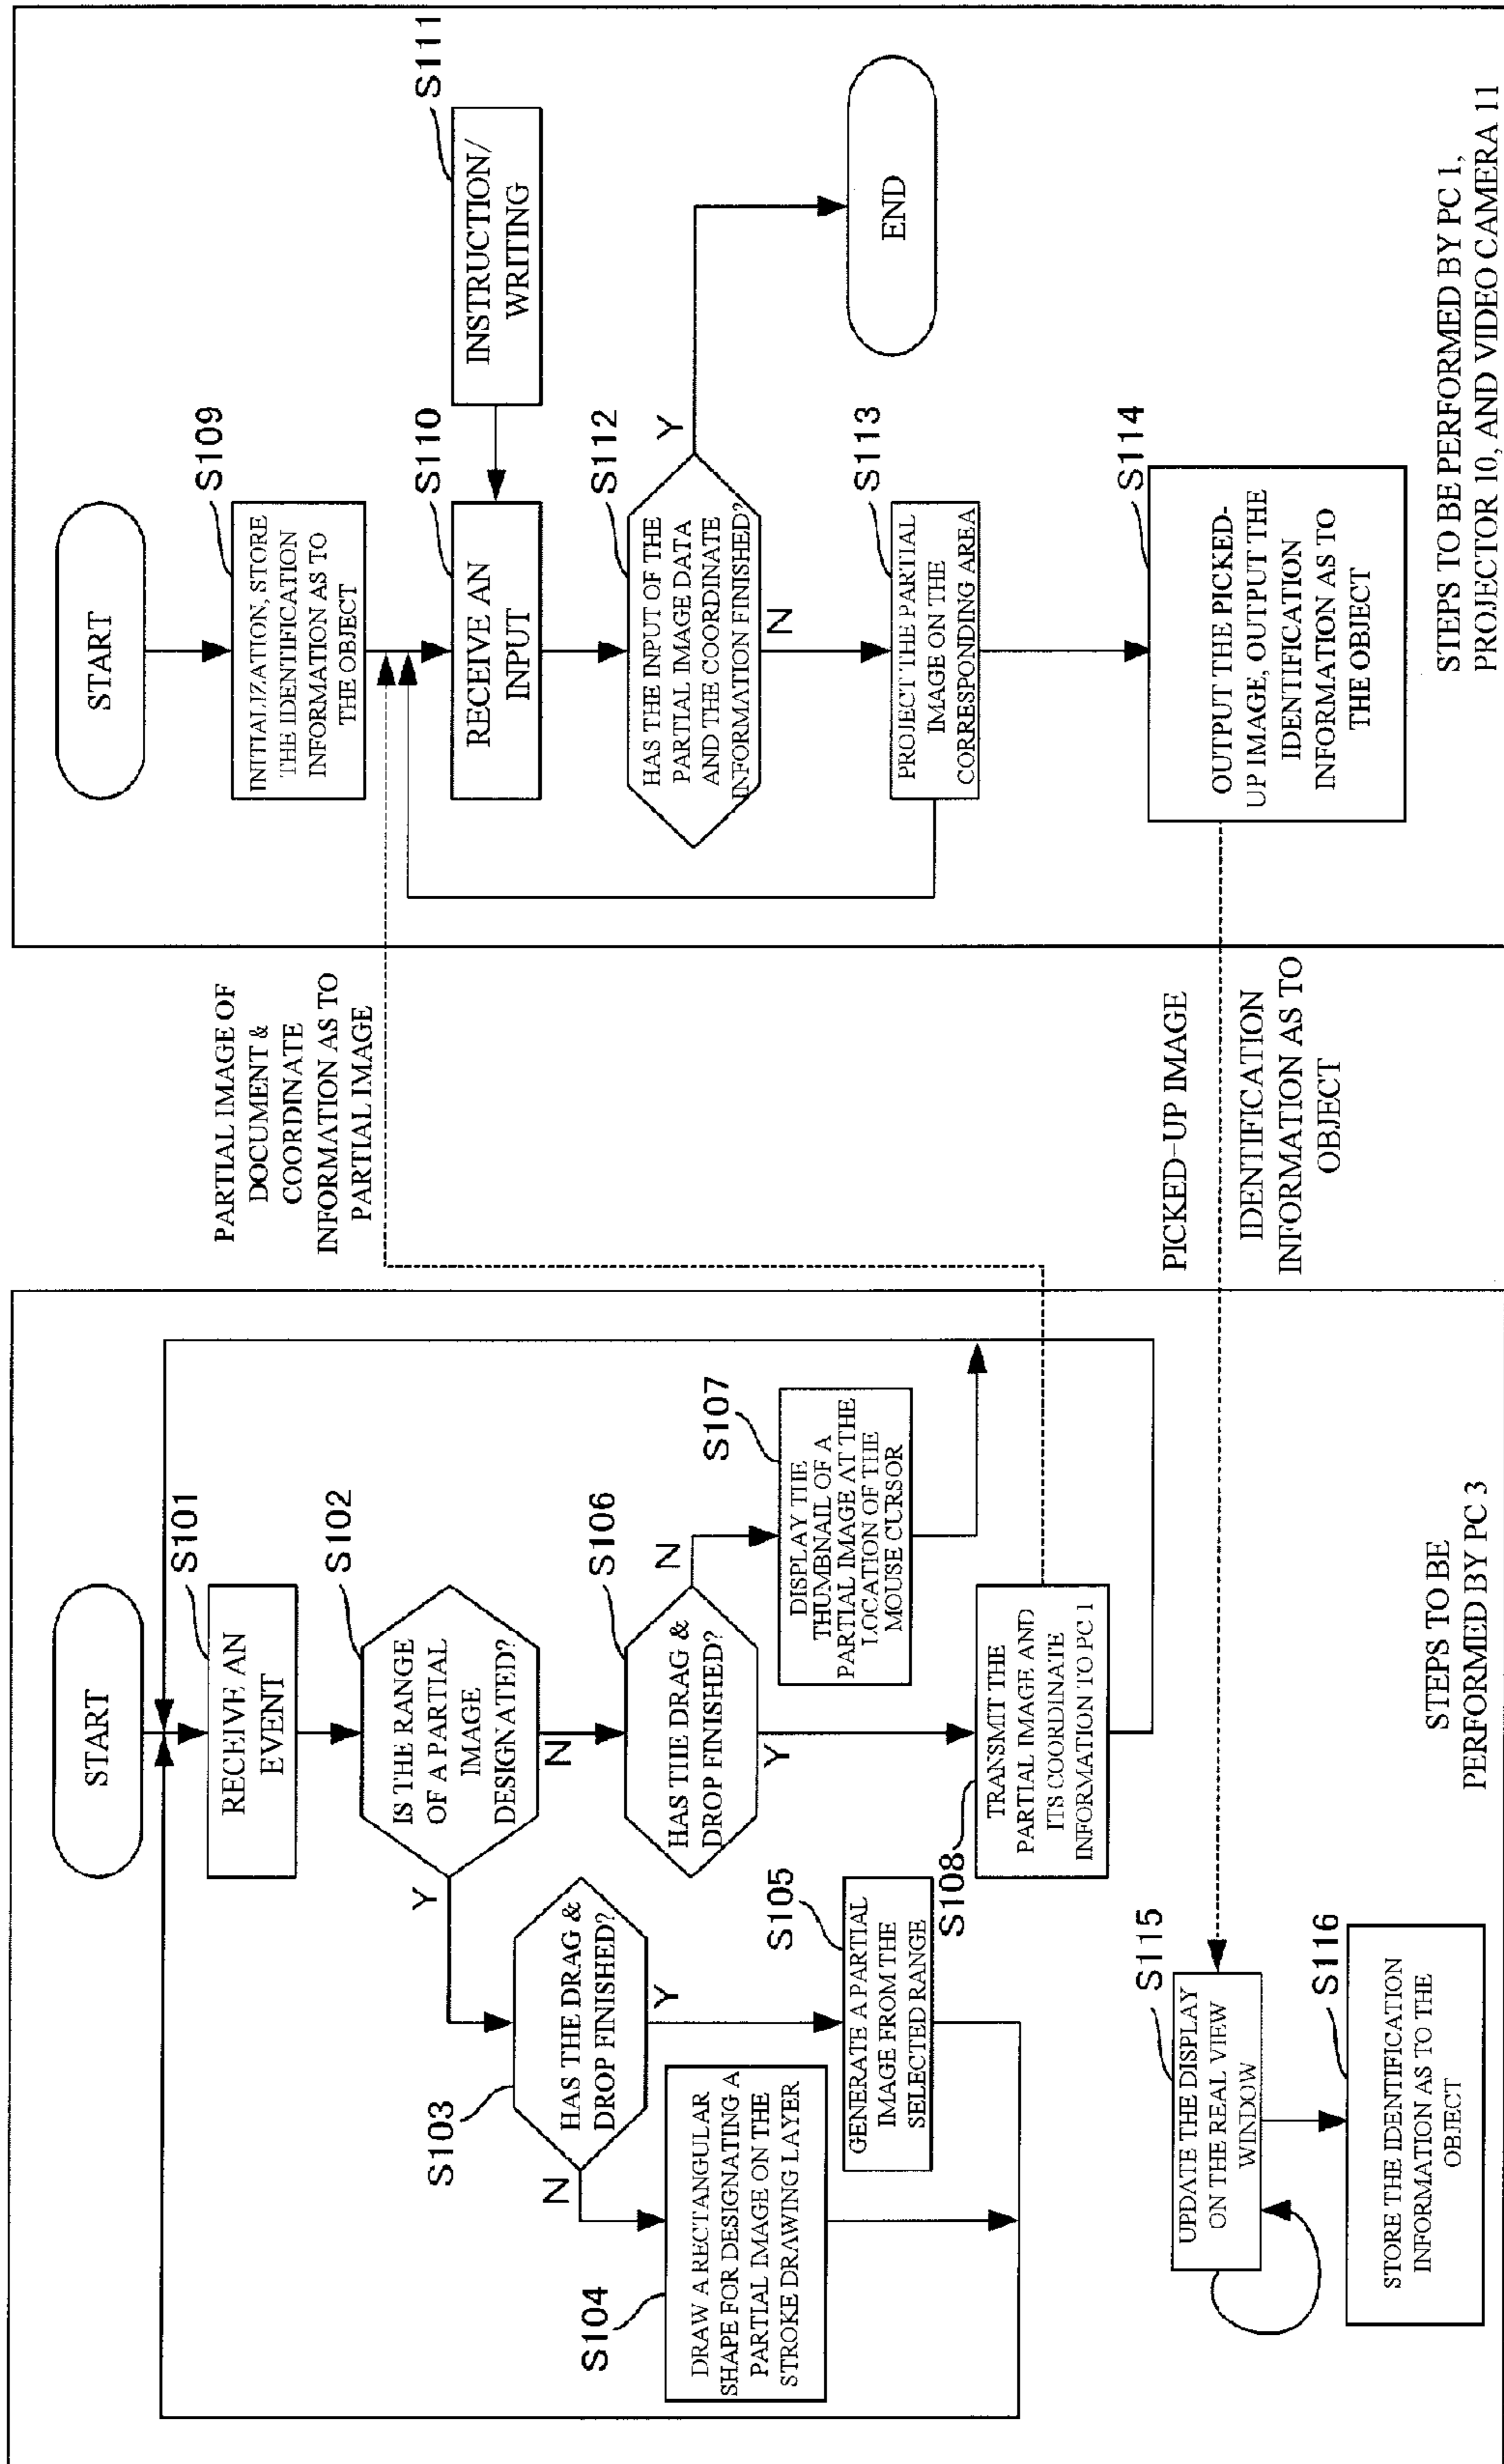 START
S101
RECEIVE AN
EVENT
S102
IS THE RANGE
OF A PARTIAL
IMAGE
DESIGNATED?
Y
N
S103
HAS THE DRAG &
DROP FINISHED?
N
Y
S104
DRAW A RECTANGULAR
SHAPE FOR DESIGNATING A
PARTIAL IMAGE ON THE
STROKE DRAWING LAYER
S105
GENERATE A PARTIAL
IMAGE FROM THE
SELECTED RANGE
S106
HAS TIE DRAG &
DROP FINISHED?
N
Y
S107
DISPLAY TIE
THUMBNAIL OF A
PARTIAL IMAGE AT THE
LOCATION OF THE
MOUSE CURSOR
S108
TRANSMIT THE
PARTIAL IMAGE AND
ITS COORDINATE
INFORMATION TO PC 1
S115
UPDATE THE DISPLAY
ON THE REAL VIEW
WINDOW
S116
STORE THE IDENTIFICATION
INFORMATION AS TO THE
OBJECT
STEPS TO BE
PERFORMED BY PC 3
PARTIAL IMAGE OF
DOCUMENT &
COORDINATE
INFORMATION AS TO
PARTIAL IMAGE
PICKED-UP IMAGE
IDENTIFICATION
INFORMATION AS TO
OBJECT
START
S109
INITIALIZATION, STORE
THE IDENTIFICATION
INFORMATION AS TO
THE OBJECT
S110
RECEIVE AN
INPUT
S111
INSTRUCTION/
WRITING
S112
HAS THE INPUT OF THE
PARTIAL IMAGE DATA
AND THE COORDINATE
INFORMATION FINISHED?
Y
N
END
S113
PROJECT THE PARTIAL
IMAGE ON THE
CORRESPONDING AREA
S114
OUTPUT THE PICKED-
UP IMAGE, OUTPUT THE
IDENTIFICATION
INFORMATION AS TO
THE OBJECT
STEPS TO BE PERFORMED BY PC 1,
PROJECTOR 10, AND VIDEO CAMERA 11